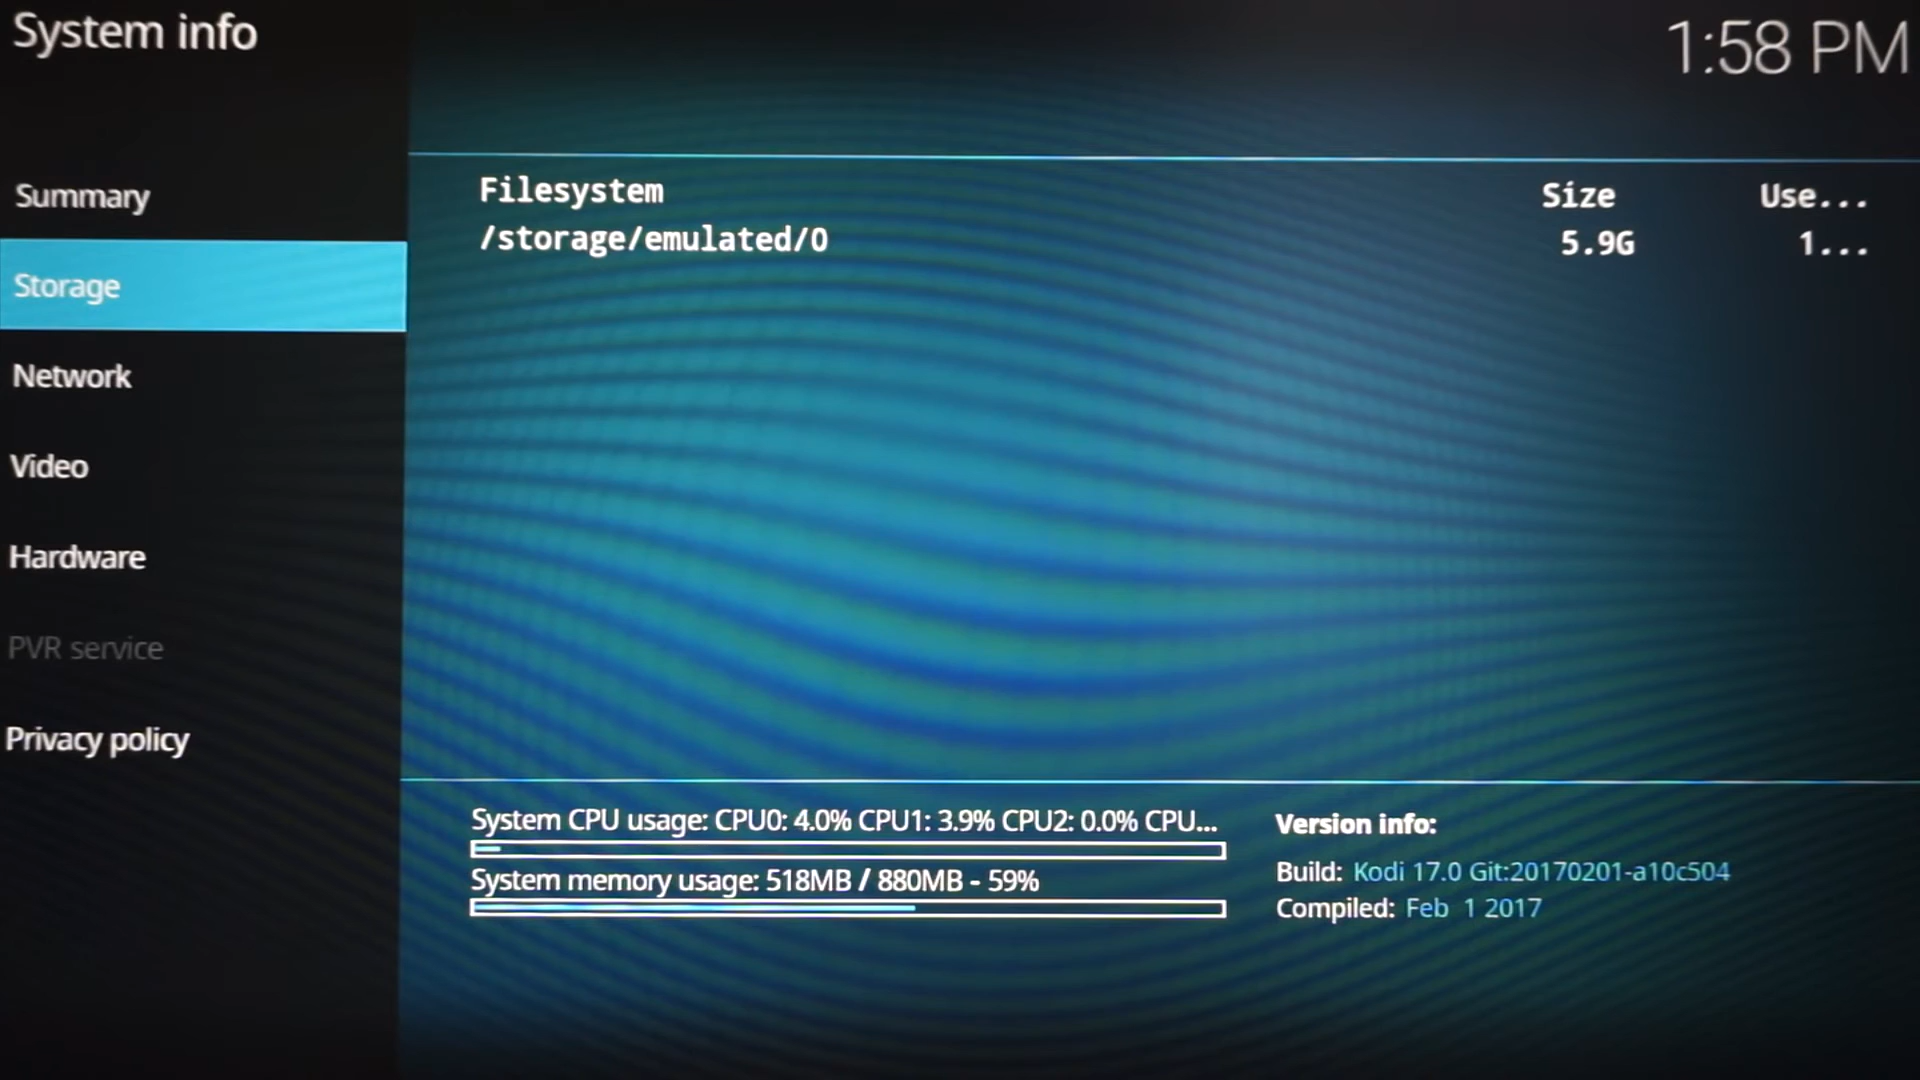 System info
1:58 PM
Summary
Storage
Network
Video
Hardware
PVR service
Privacy policy
Filesystem Size Use...
/storage/emulated/0 5.9G 1...
System CPU usage: CPU0: 4.0% CPU1: 3.9% CPU2: 0.0% CPU...
System memory usage: 518MB / 880MB - 59%
Version info:
Build: Kodi 17.0 Git:20170201-a10c504
Compiled: Feb 1 2017